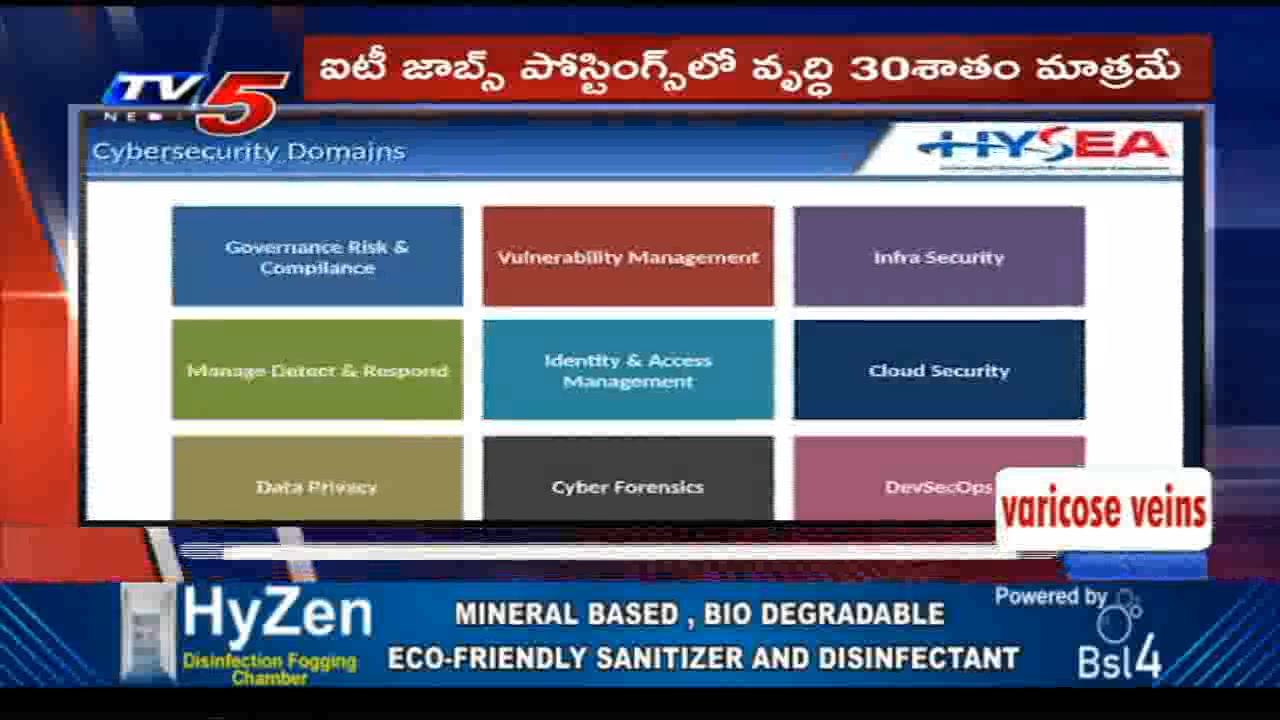 ఐటీ జాబ్స్ పోస్టింగ్స్‌లో వృద్ధి 30శాతం మాత్రమే
TV5
NEWS
Cybersecurity Domains
HYSEA
Governance Risk &
Compilance
Vulnerability Management
Infra Security
Manage Detect & Respond
Identity & Access
Management
Cloud Security
Data Privacy
Cyber Forensics
DevSecOps
varicose veins
HyZen
Disinfection Fogging
Chamber
MINERAL BASED , BIO DEGRADABLE
ECO-FRIENDLY SANITIZER AND DISINFECTANT
Powered by
Bsl4